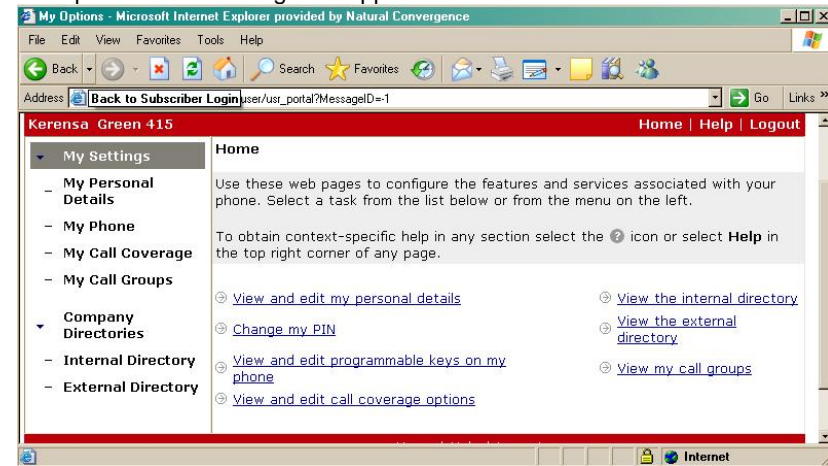 My Options - Microsoft Internet Explorer provided by Natural Convergence
File Edit View Favorites Tools Help
Back Search Favorites
Address Back to Subscriber Login user/usr_portal?MessageID=-1 Go Links »
Kerensa Green 415 Home | Help | Logout
My Settings
My Personal
Details
– My Phone
– My Call Coverage
– My Call Groups
Company
Directories
– Internal Directory
– External Directory
Home
Use these web pages to configure the features and services associated with your
phone. Select a task from the list below or from the menu on the left.
To obtain context-specific help in any section select the ? icon or select Help in
the top right corner of any page.
View and edit my personal details
Change my PIN
View and edit programmable keys on my
phone
View and edit call coverage options
View the internal directory
View the external
directory
View my call groups
Internet